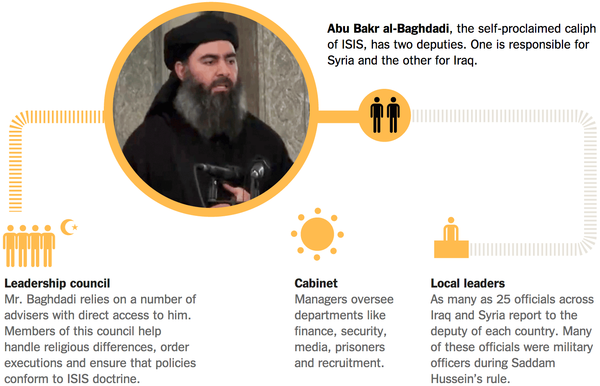 Abu Bakr al-Baghdadi, the self-proclaimed caliph
of ISIS, has two deputies. One is responsible for
Syria and the other for Iraq.
Leadership council
Mr. Baghdadi relies on a number of
advisers with direct access to him.
Members of this council help
handle religious differences, order
executions and ensure that policies
conform to ISIS doctrine.
Cabinet
Managers oversee
departments like
finance, security,
media, prisoners
and recruitment.
Local leaders
As many as 25 officials across
Iraq and Syria report to the
deputy of each country. Many
of these officials were military
officers during Saddam
Hussein’s rule.